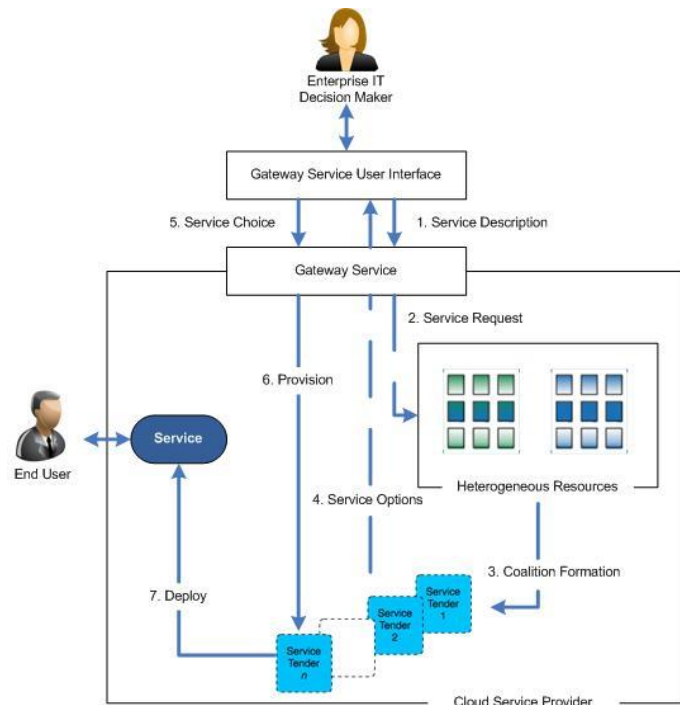 Enterprise IT
Decision Maker
Gateway Service User Interface
5. Service Choice
1. Service Description
Gateway Service
2. Service Request
6. Provision
Service
End User
Heterogeneous Resources
4. Service Options
3. Coalition Formation
7. Deploy
Service
Tender
1
Service
Tender
2
Service
Tender
n
Cloud Service Provider